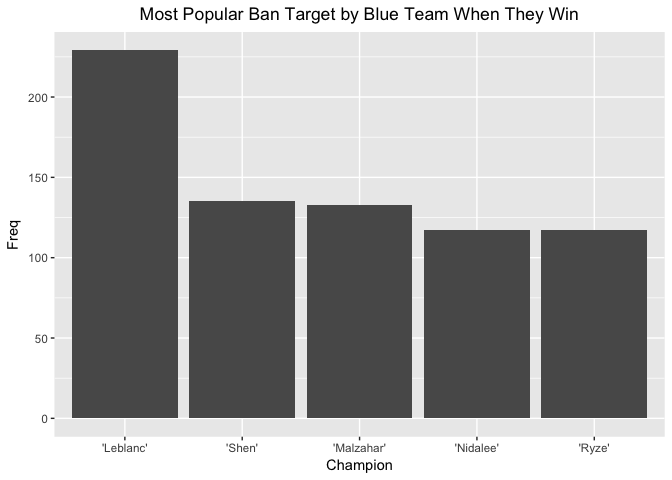 Most Popular Ban Target by Blue Team When They Win
Freq
200
150
100
50
0
'Leblanc' 'Shen' 'Malzahar' 'Nidalee' 'Ryze'
Champion